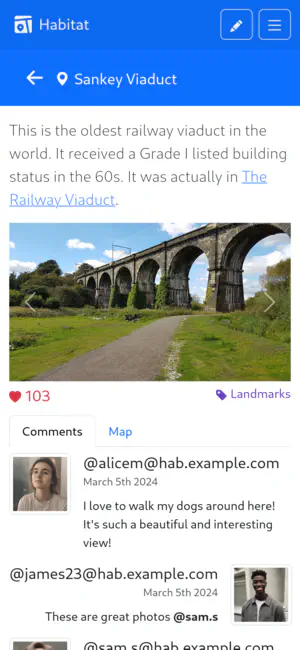 Habitat
Sankey Viaduct
This is the oldest railway viaduct in the
world. It received a Grade I listed building
status in the 60s. It was actually in The
Railway Viaduct.
103
Landmarks
Comments
Map
@alicem@hab.example.com
March 5th 2024
I love to walk my dogs around here!
It's such a beautiful and interesting
view!
@james23@hab.example.com
March 5th 2024
These are great photos @sam.s
@sam.s@hab.example.com